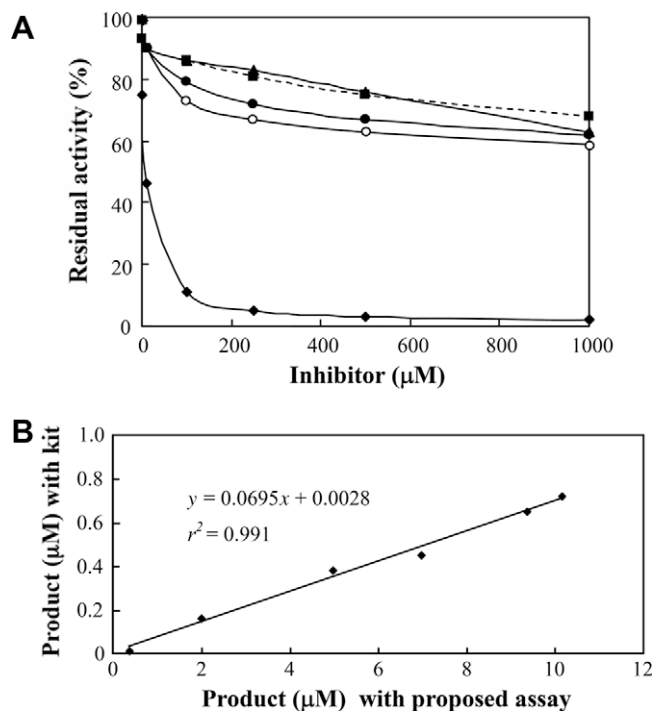 A
Residual activity (%)
100
80
60
40
20
0
0 200 400 600 800 1000
Inhibitor (μM)
B
Product (μM) with kit
1.0
0.8
0.6
0.4
0.2
0
y = 0.0695x + 0.0028
r² = 0.991
0 2 4 6 8 10 12
Product (μM) with proposed assay